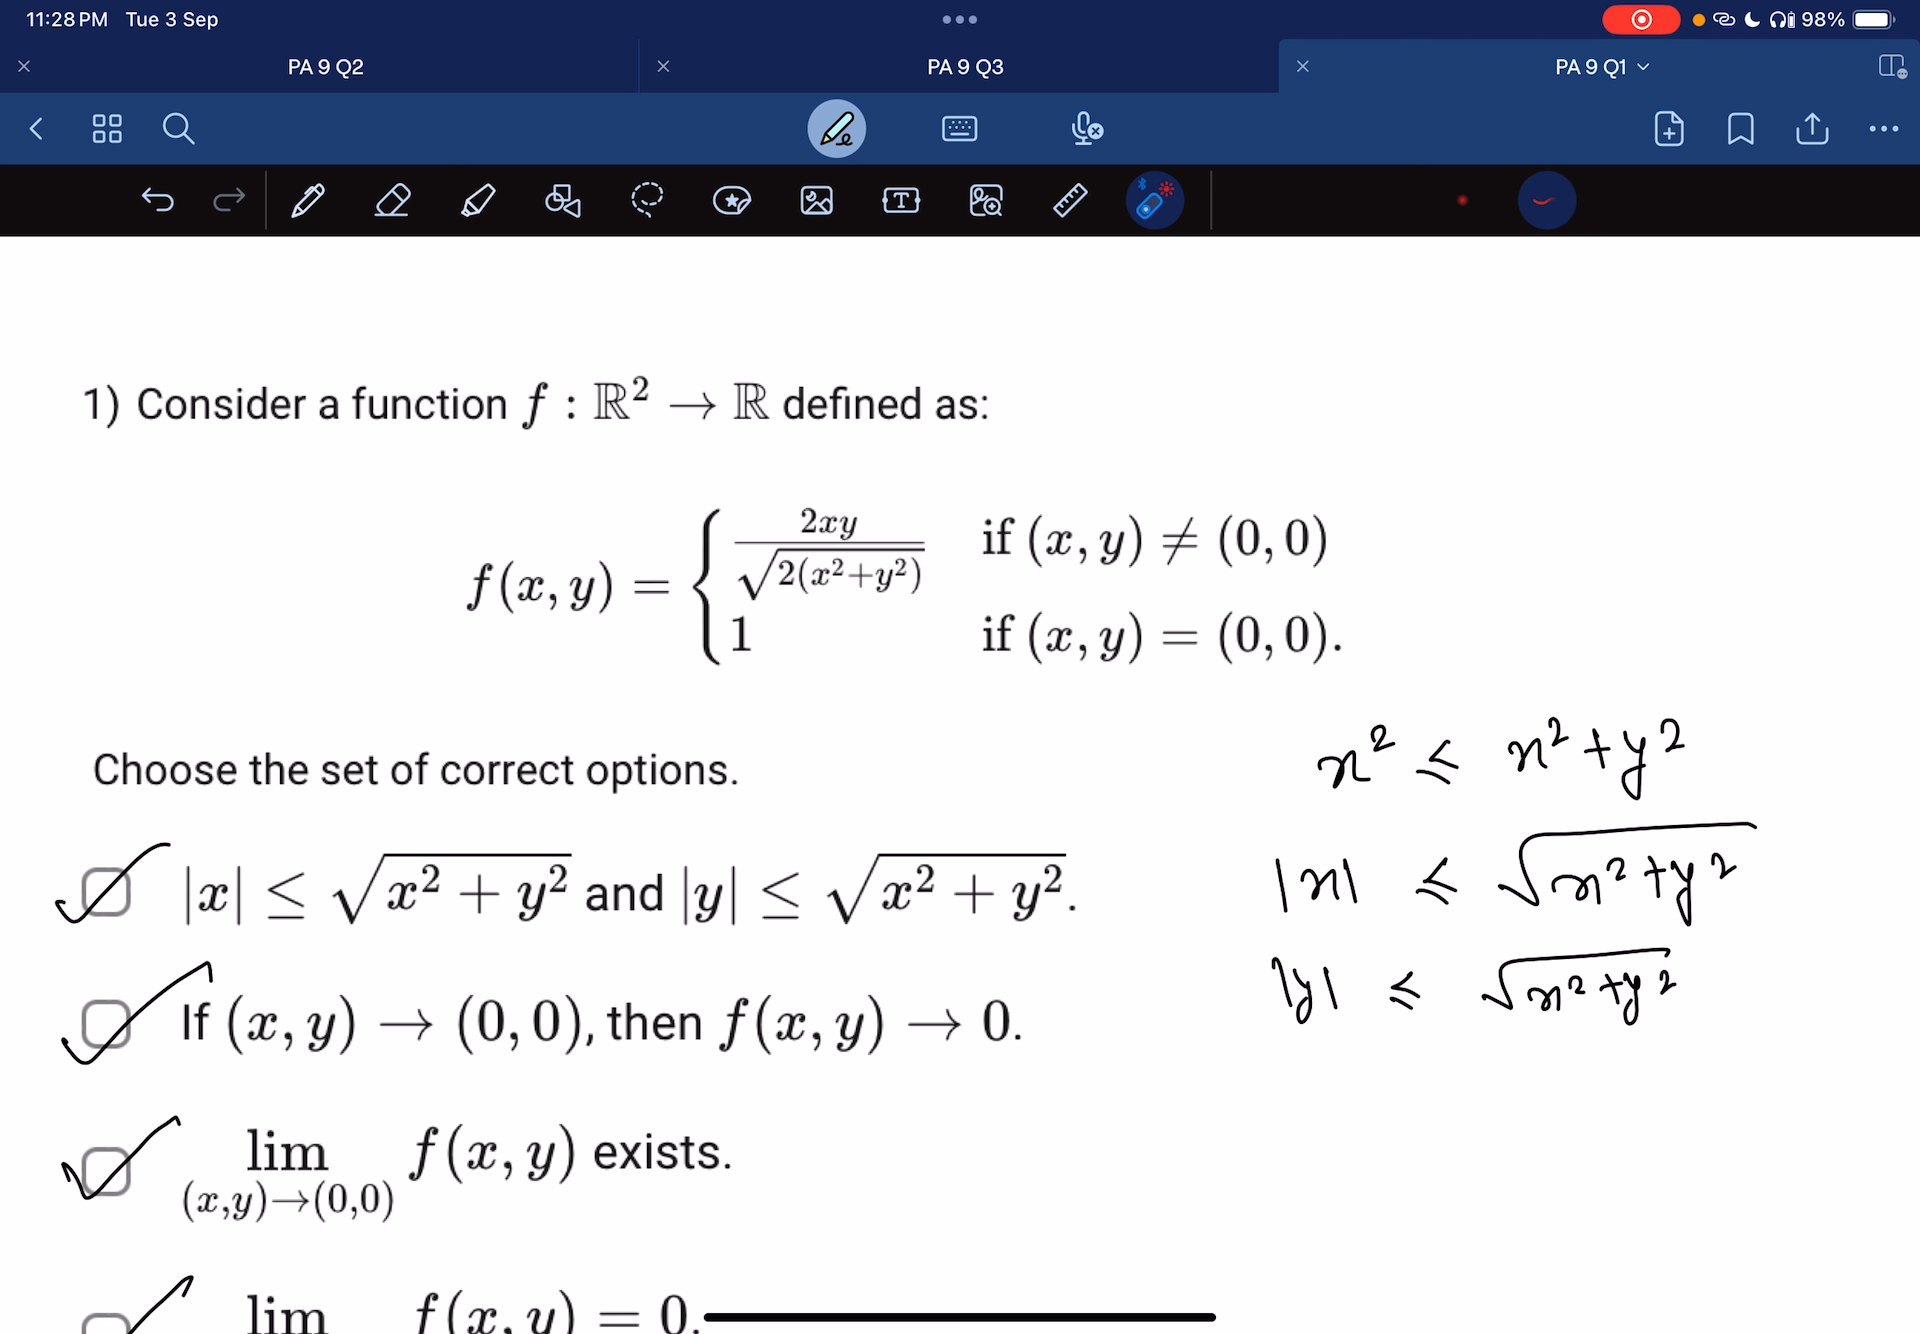 11:28 PM Tue 3 Sep
98%
PA 9 Q2
PA 9 Q3
PA 9 Q1
1) Consider a function f : ℝ² → ℝ defined as:
f(x, y) = { 2xy / √2(x²+y²) if (x, y) ≠ (0, 0)
1 if (x, y) = (0, 0).
Choose the set of correct options.
x² ≤ x² + y²
|x| ≤ √x² + y² and |y| ≤ √x² + y².
|x| ≤ √x² + y²
If (x, y) → (0, 0), then f(x, y) → 0.
|y| ≤ √x² + y²
lim (x,y)→(0,0) f(x, y) exists.
lim f(x, y) = 0.